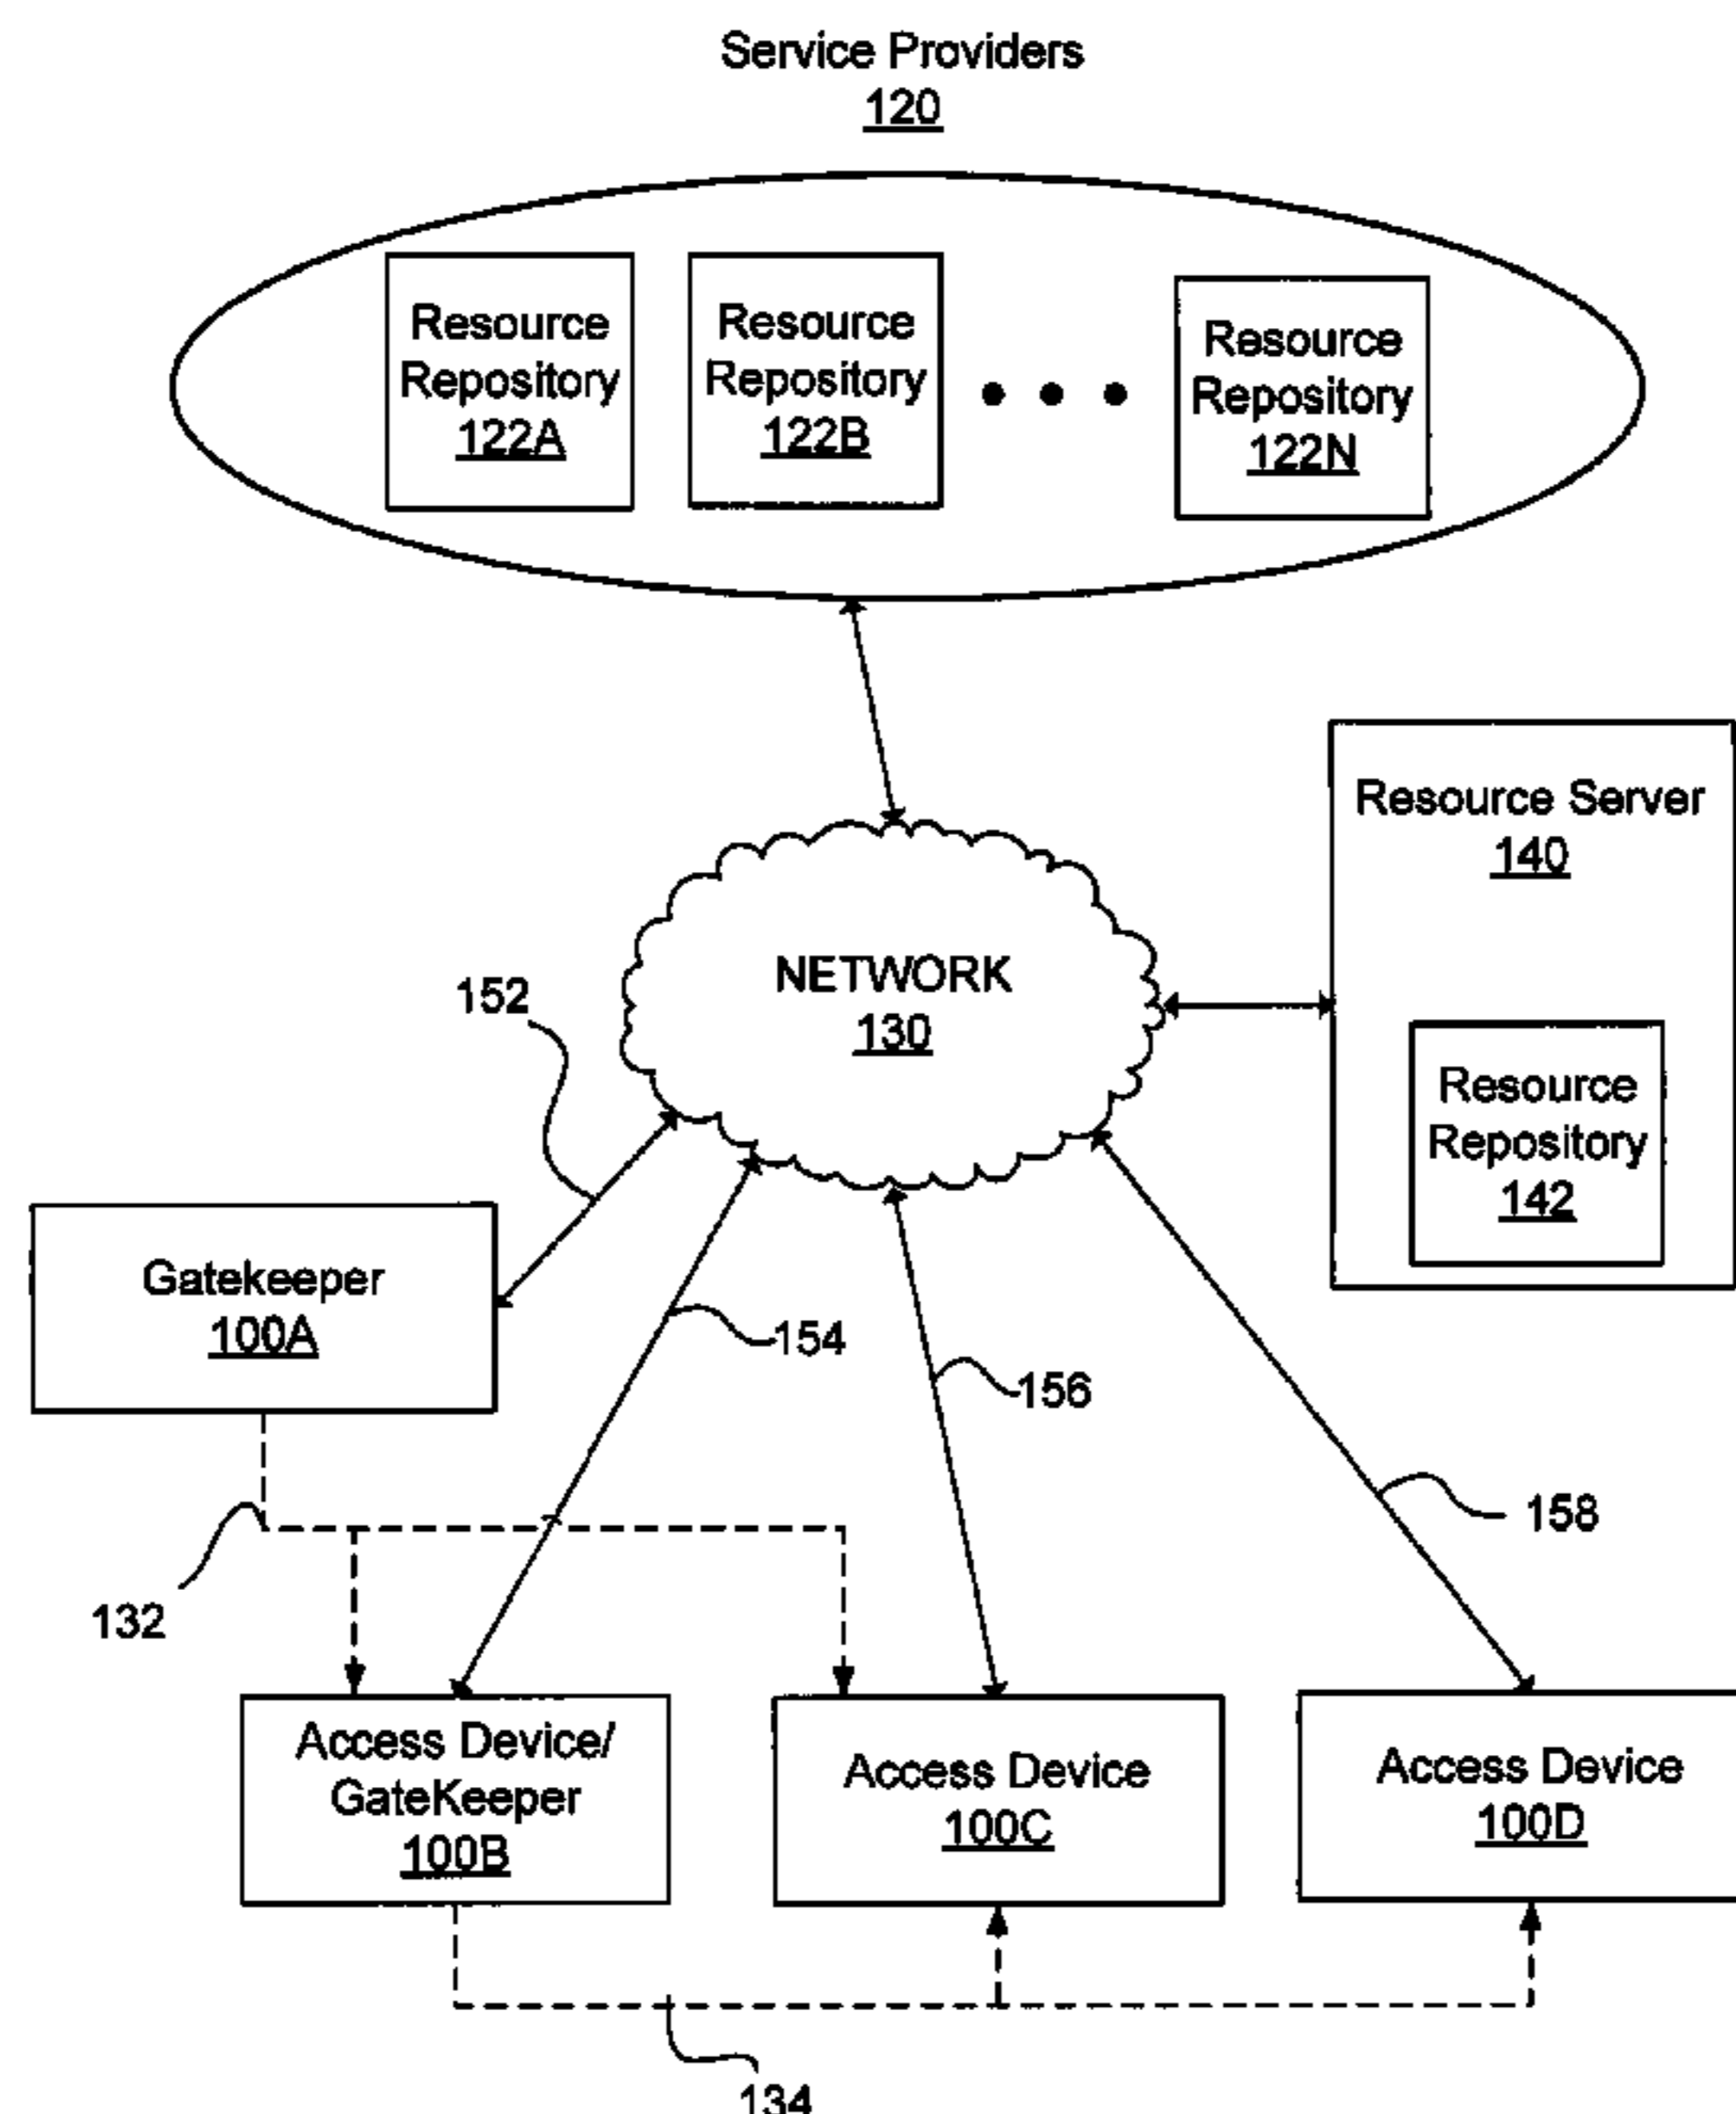 Service Providers
120
Resource
Repository
122A
Resource
Repository
122B
Resource
Repository
122N
Resource Server
140
NETWORK
130
152
Resource
Repository
142
Gatekeeper
100A
154
156
158
132
Access Device/
GateKeeper
100B
Access Device
100C
Access Device
100D
134